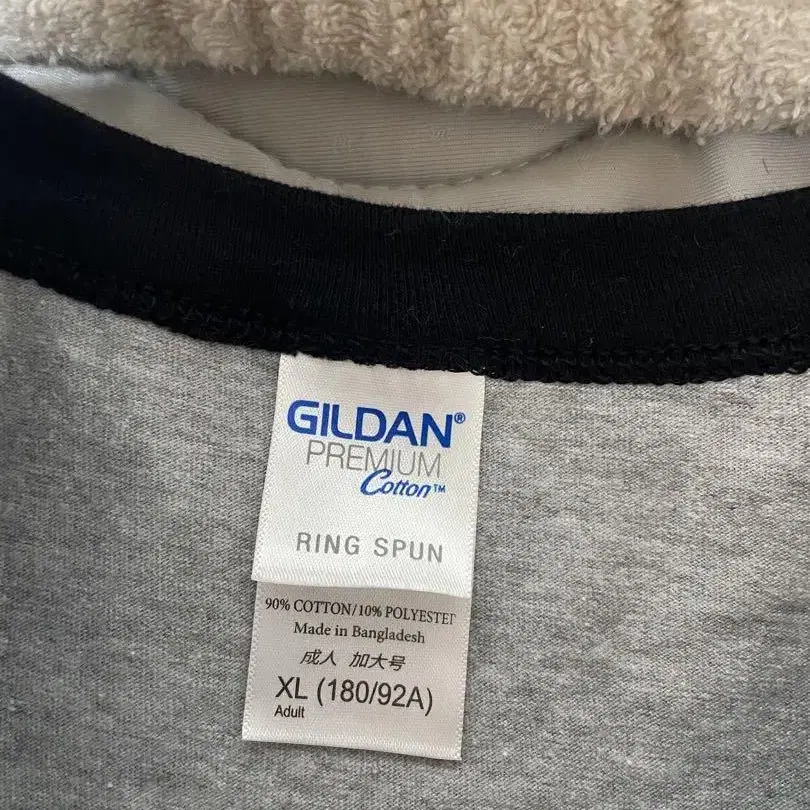 GILDAN®
PREMIUM
Cotton™
RING SPUN
90% COTTON/10% POLYESTER
Made in Bangladesh
成人 加大号
XL (180/92A)
Adult